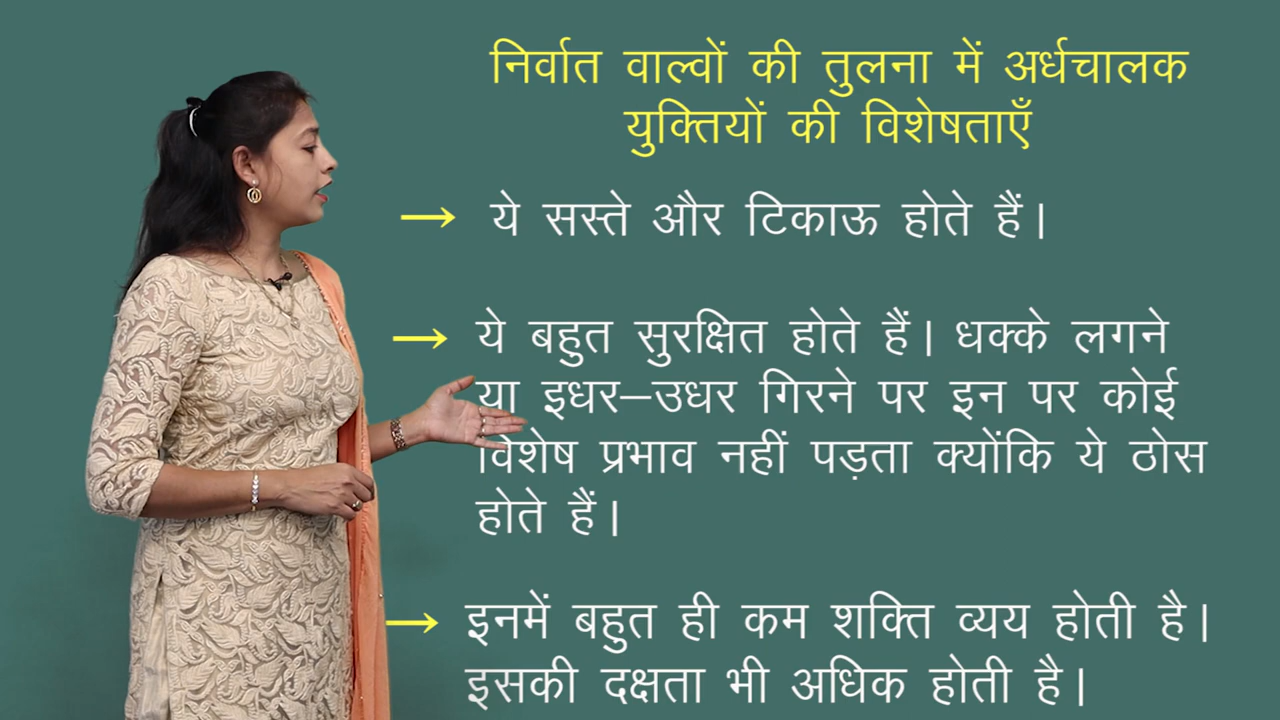 निर्वात वाल्वों की तुलना में अर्धचालक
युक्तियों की विशेषताएँ
→ ये सस्ते और टिकाऊ होते हैं।
→ ये बहुत सुरक्षित होते हैं। धक्के लगने
या इधर–उधर गिरने पर इन पर कोई
विशेष प्रभाव नहीं पड़ता क्योंकि ये ठोस
होते हैं।
→ इनमें बहुत ही कम शक्ति व्यय होती है।
इसकी दक्षता भी अधिक होती है।